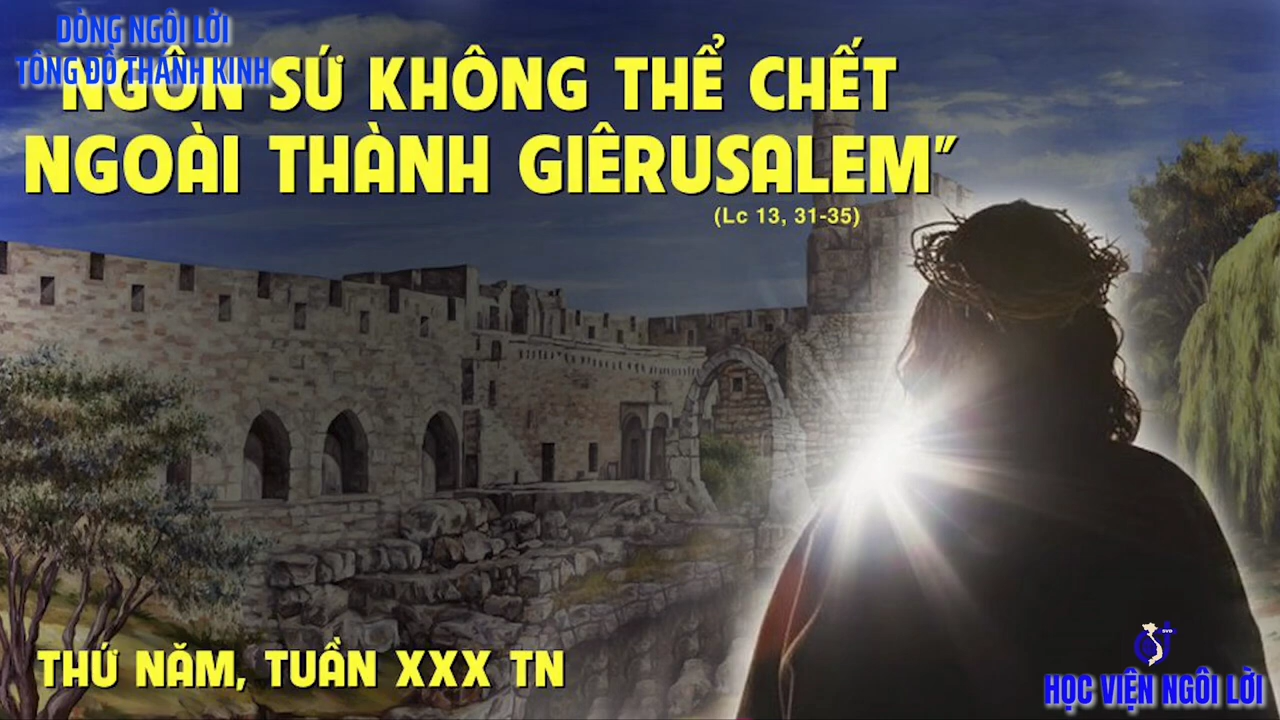 DÒNG NGÔI LỜI
TÔNG ĐỒ THÁNH KINH
"NGÔN SỨ KHÔNG THỂ CHẾT
NGOÀI THÀNH GIÊRUSALEM"
(Lc 13, 31-35)
THỨ NĂM, TUẦN XXX TN
SVD
HỌC VIỆN NGÔI LỜI